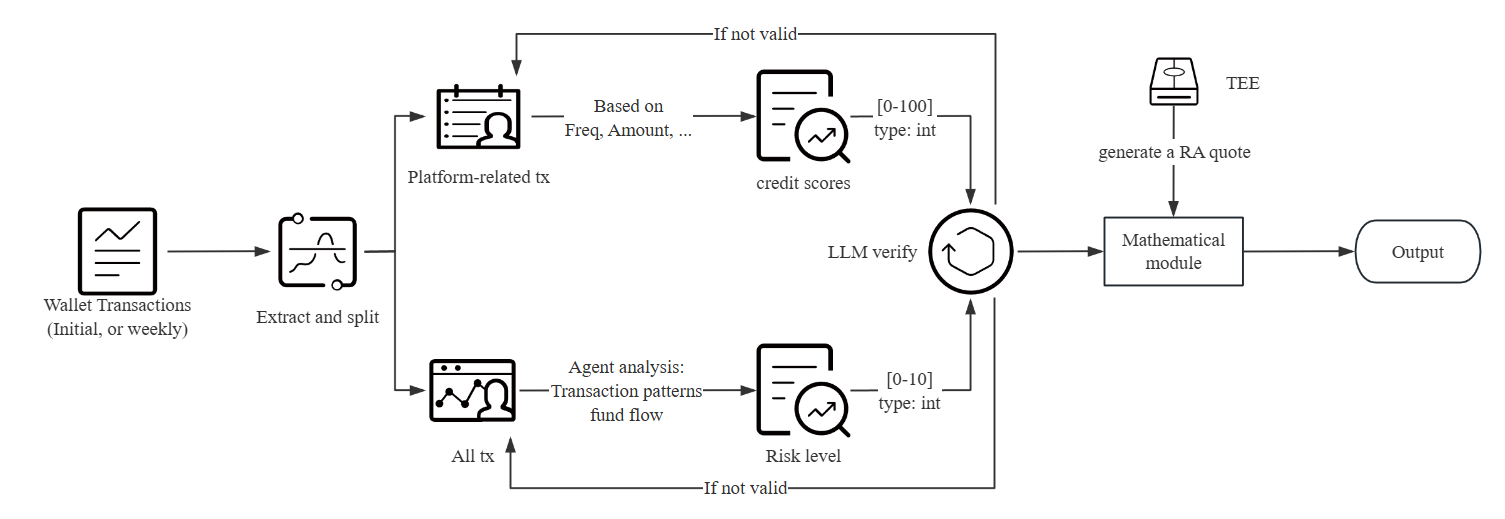 If not valid
TEE
Based on
Freq, Amount, ...
[0-100]
type: int
generate a RA quote
Platform-related tx
credit scores
Wallet Transactions
(Initial, or weekly)
Extract and split
LLM verify
Mathematical
module
Output
Agent analysis:
Transaction patterns
fund flow
[0-10]
type: int
All tx
Risk level
If not valid